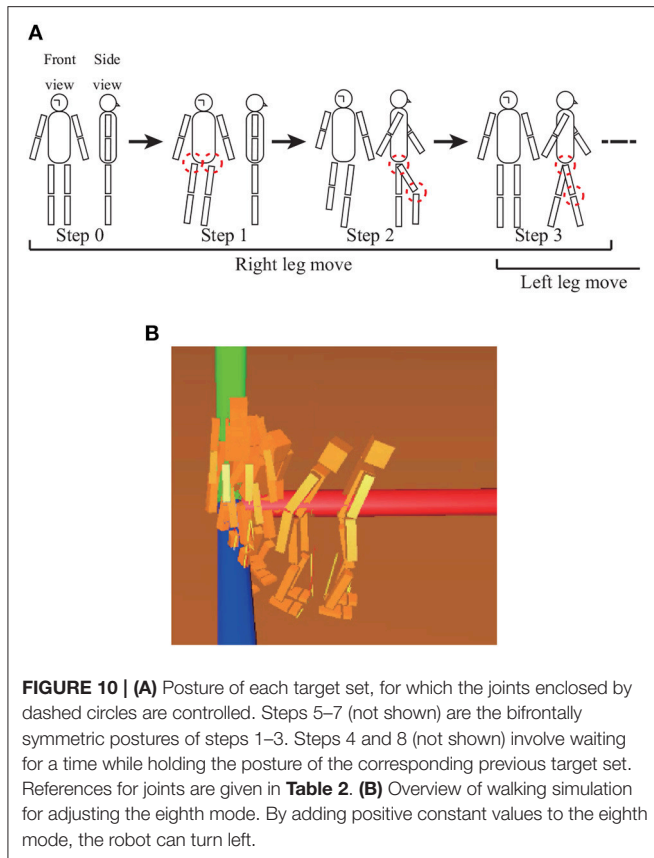 A
Front view
Side view
Step 0
Step 1
Step 2
Step 3
Right leg move
Left leg move
B
FIGURE 10 | (A) Posture of each target set, for which the joints enclosed by
dashed circles are controlled. Steps 5–7 (not shown) are the bifrontally
symmetric postures of steps 1–3. Steps 4 and 8 (not shown) involve waiting
for a time while holding the posture of the corresponding previous target set.
References for joints are given in Table 2. (B) Overview of walking simulation
for adjusting the eighth mode. By adding positive constant values to the eighth
mode, the robot can turn left.